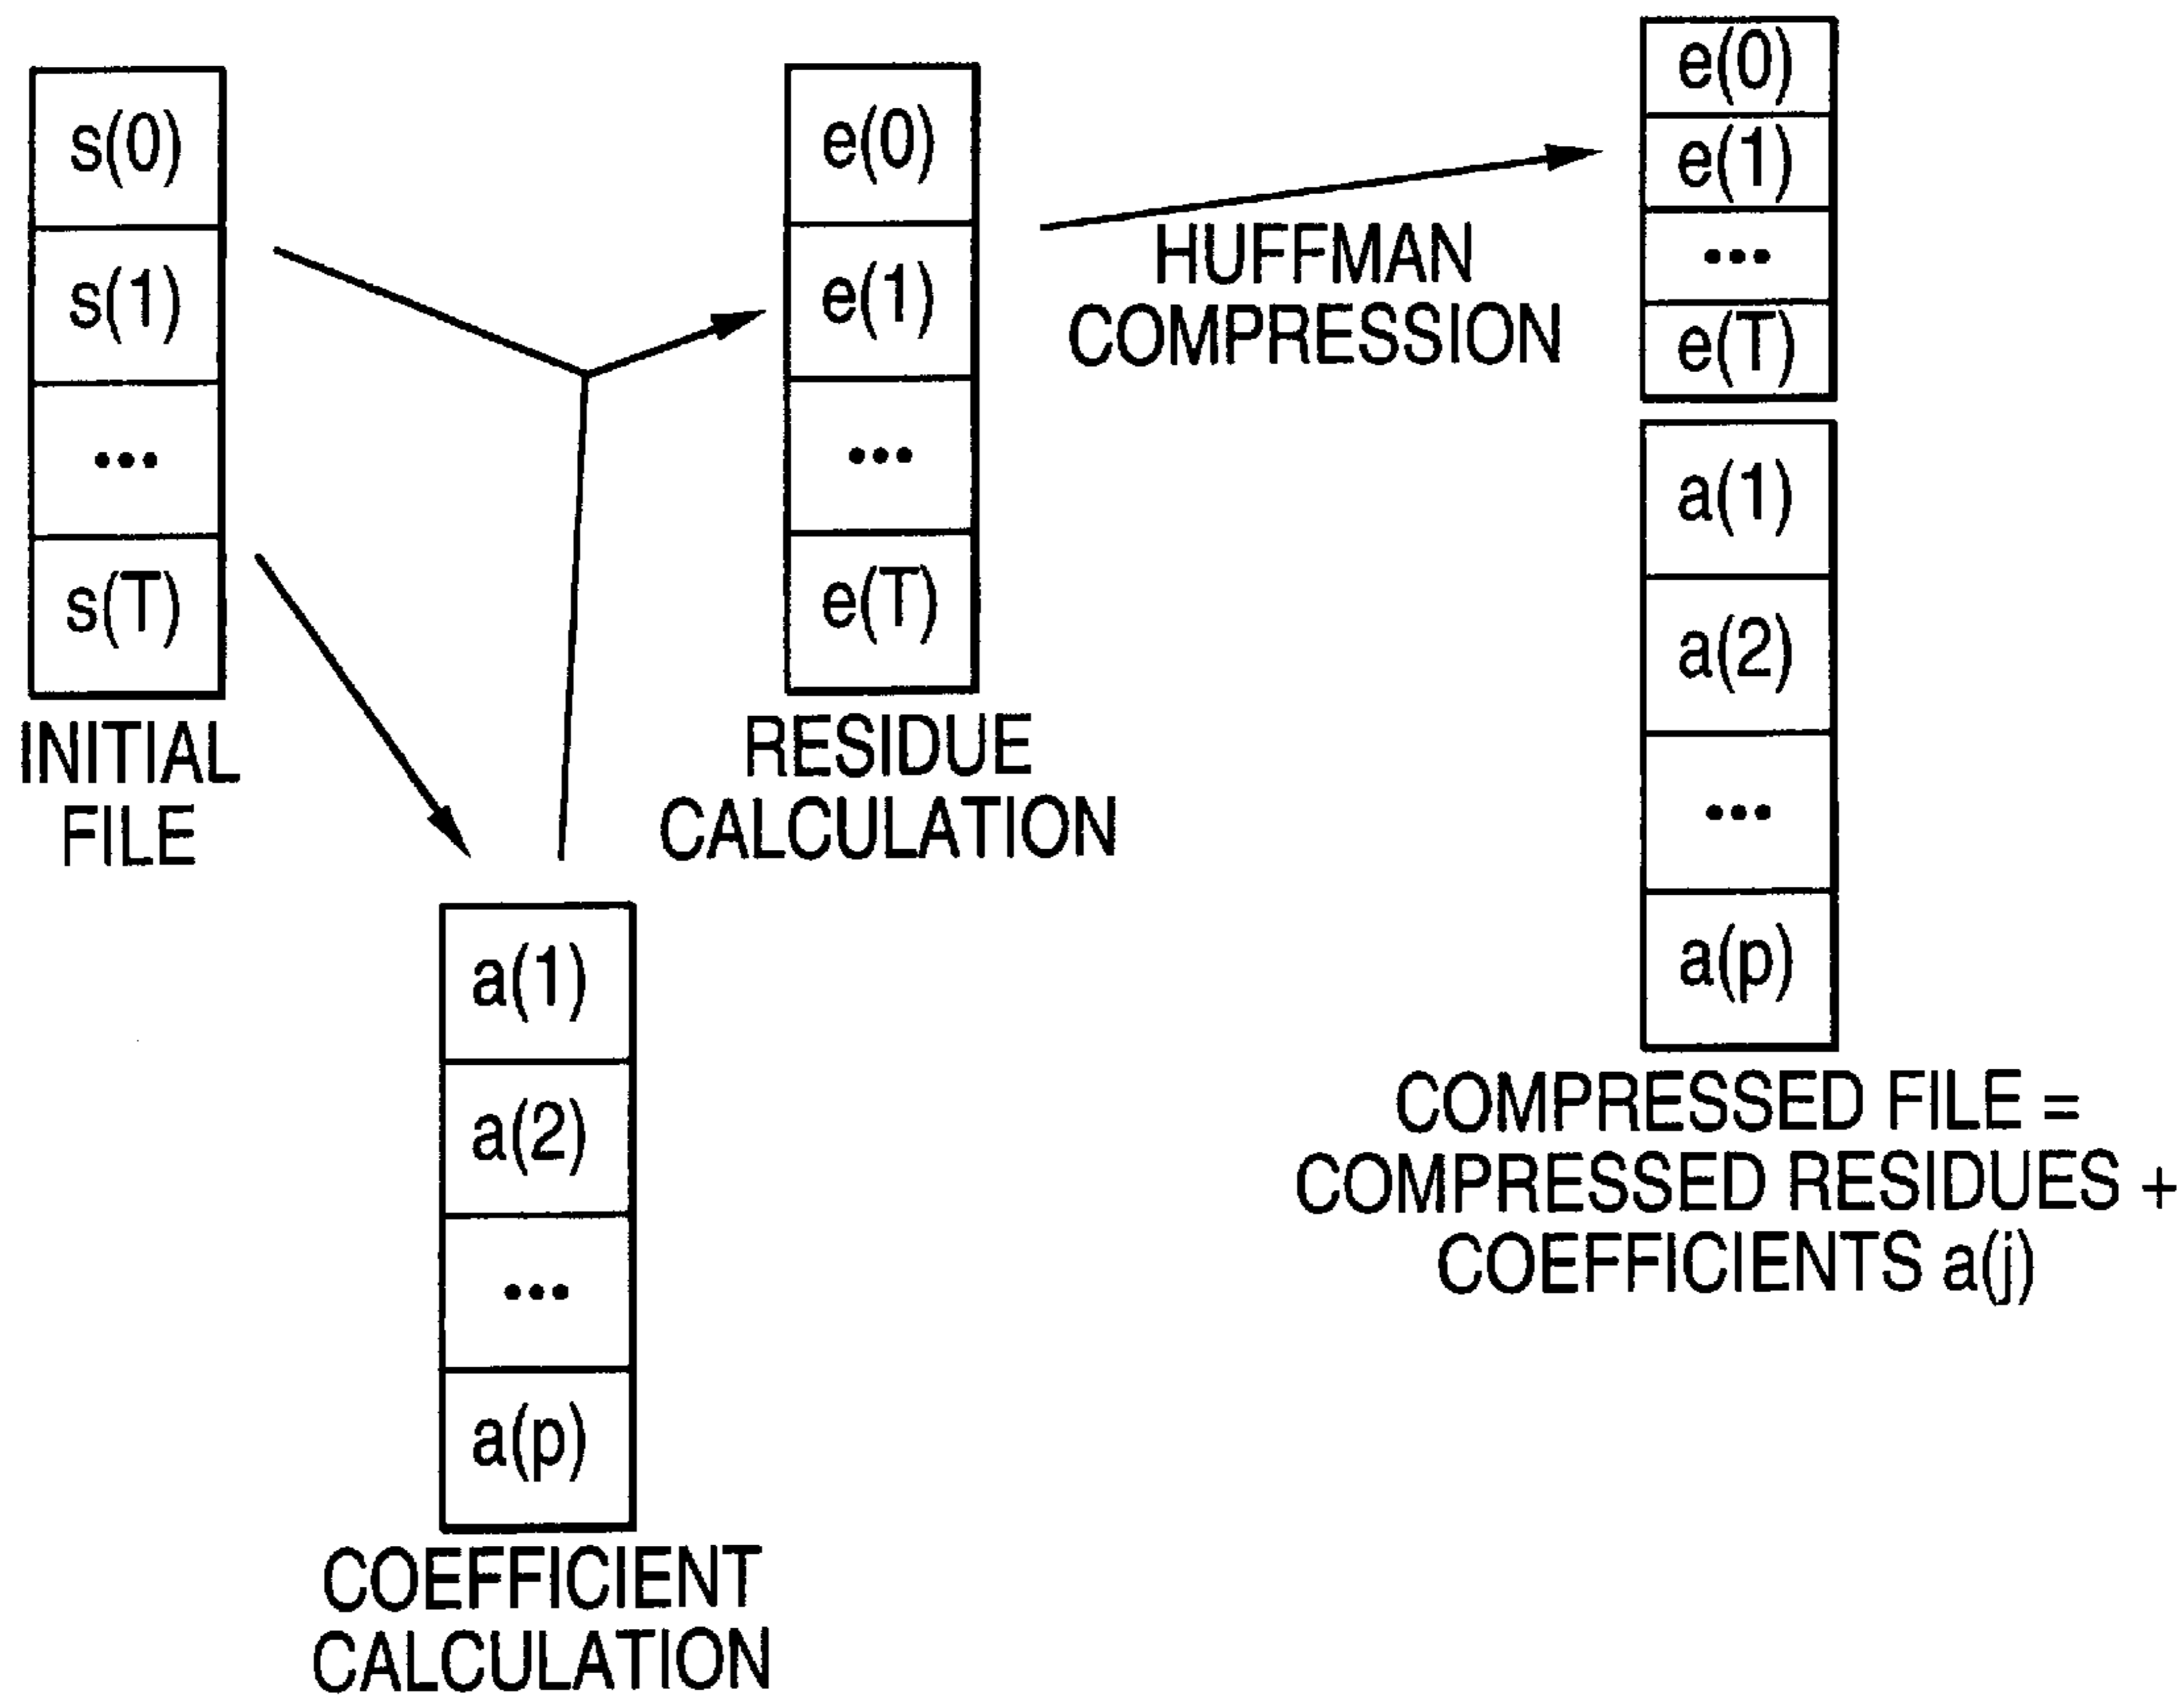 s(0)
s(1)
...
s(T)
INITIAL
FILE
a(1)
a(2)
...
a(p)
COEFFICIENT
CALCULATION
e(0)
e(1)
...
e(T)
RESIDUE
CALCULATION
HUFFMAN
COMPRESSION
e(0)
e(1)
...
e(T)
a(1)
a(2)
...
a(p)
COMPRESSED FILE =
COMPRESSED RESIDUES +
COEFFICIENTS a(j)